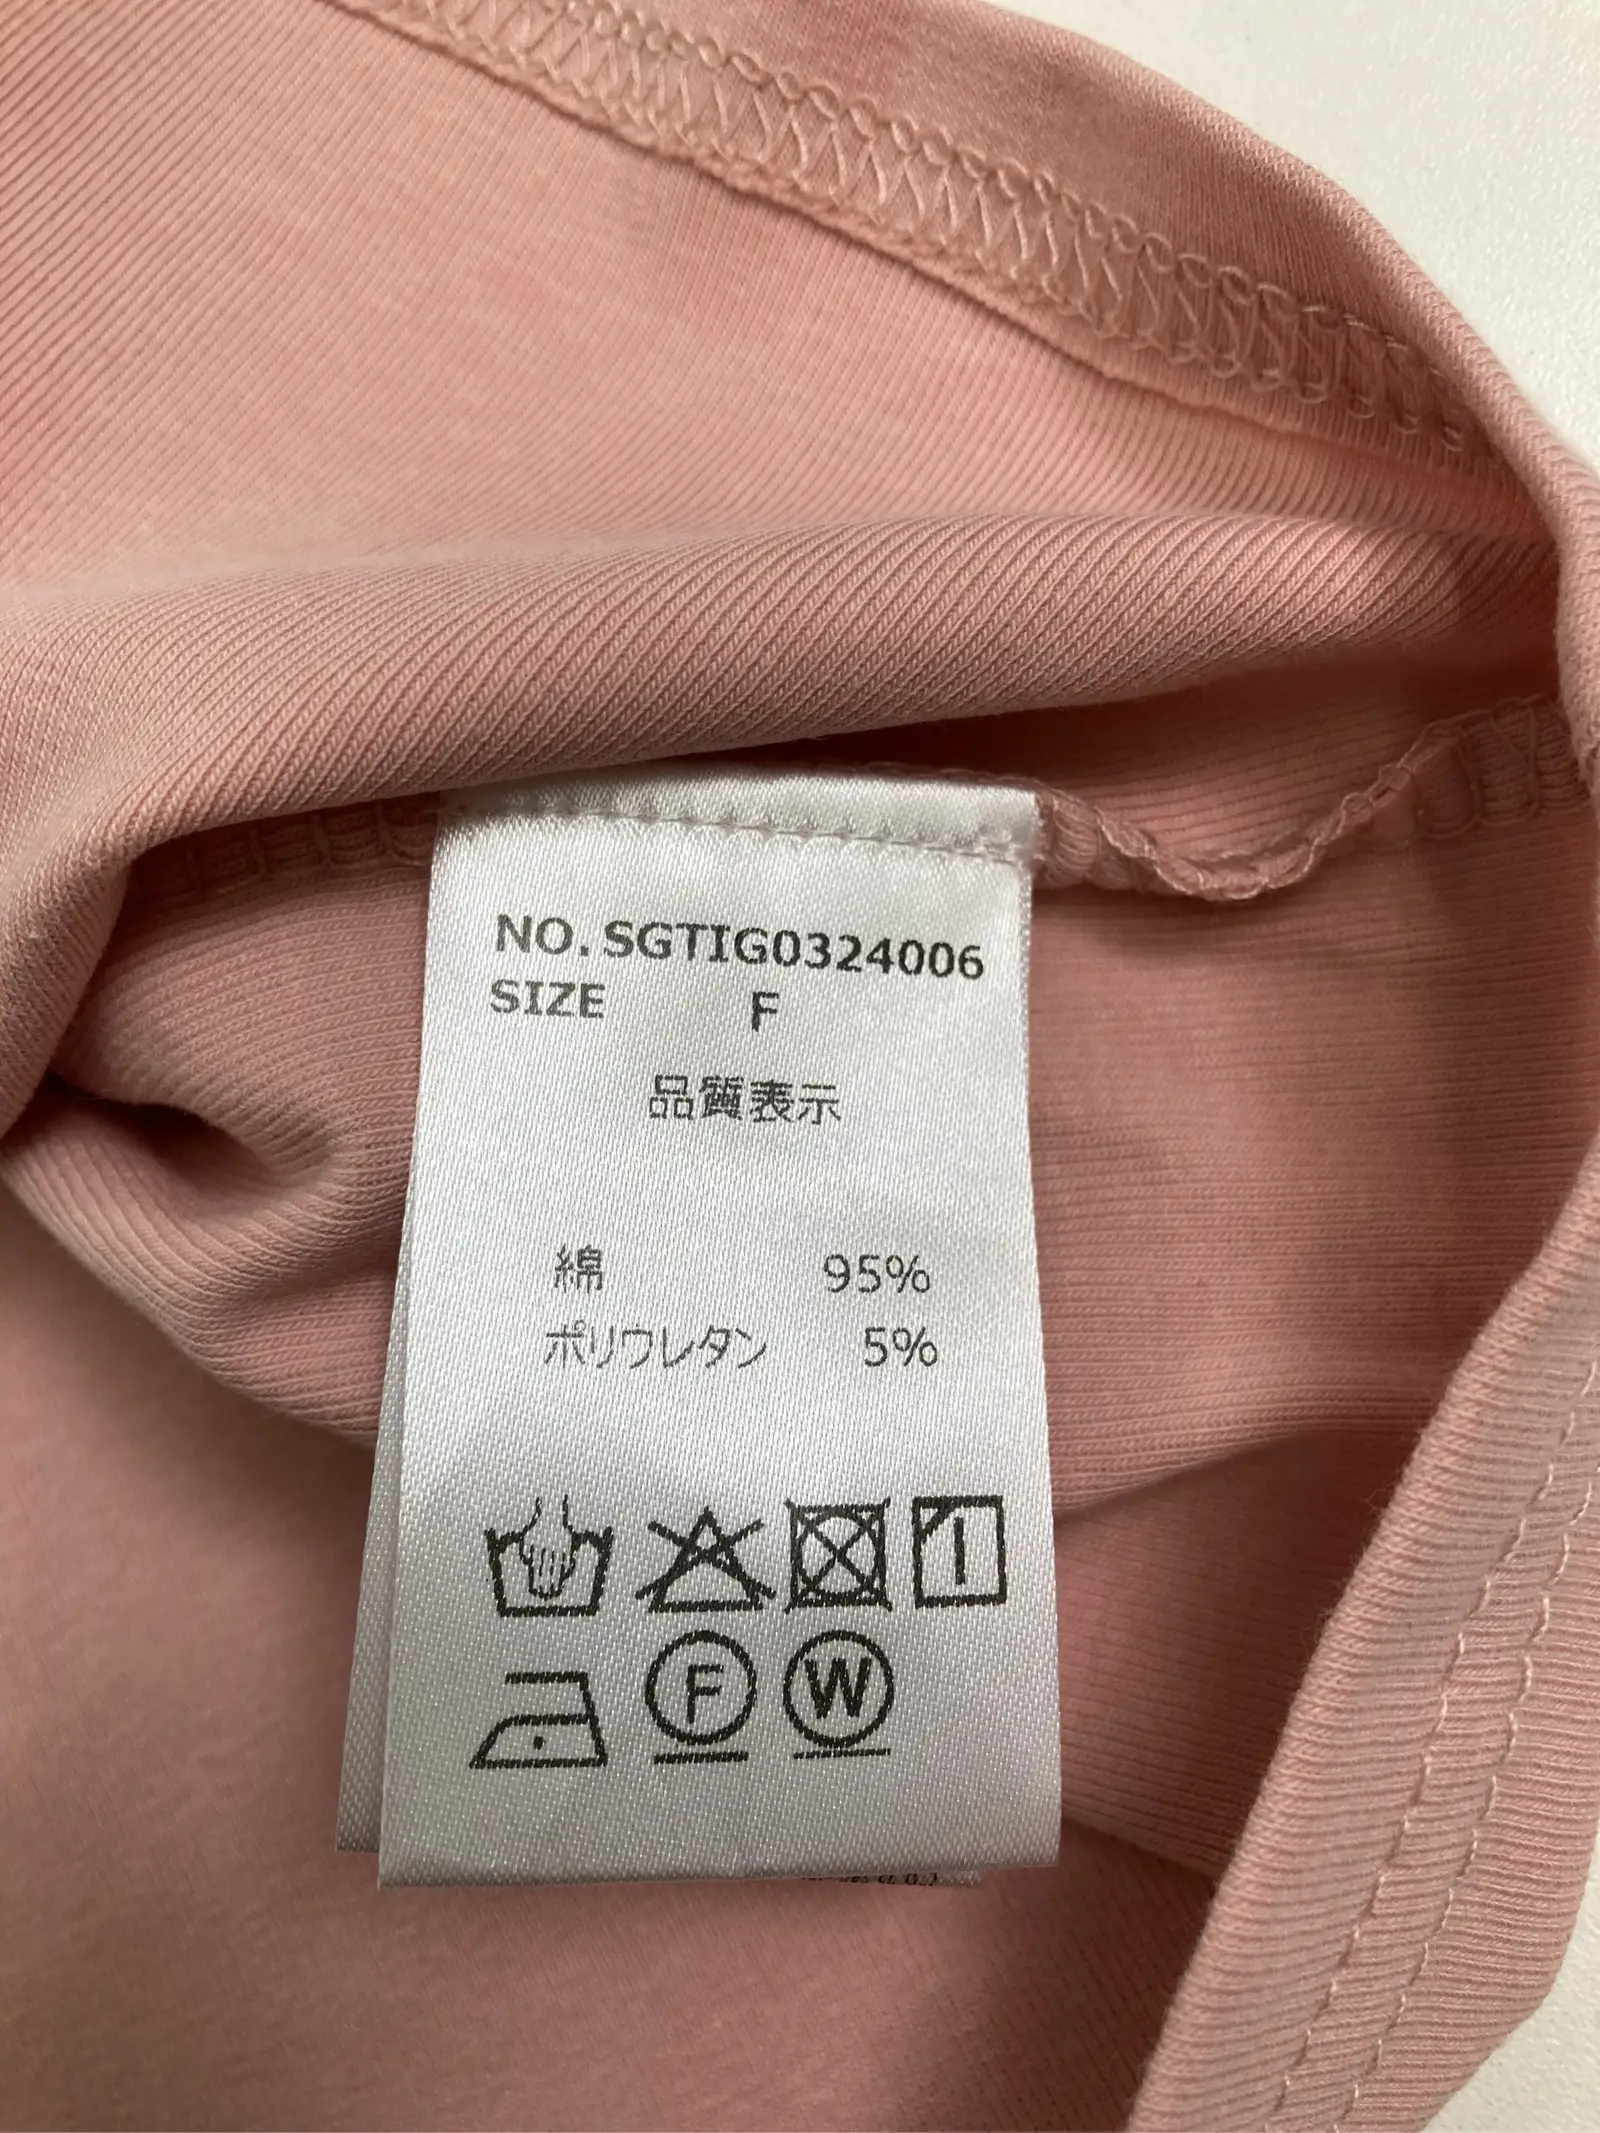 NO.SGTIG0324006
SIZE F
品質表示
綿 95%
ポリウレタン 5%
F W